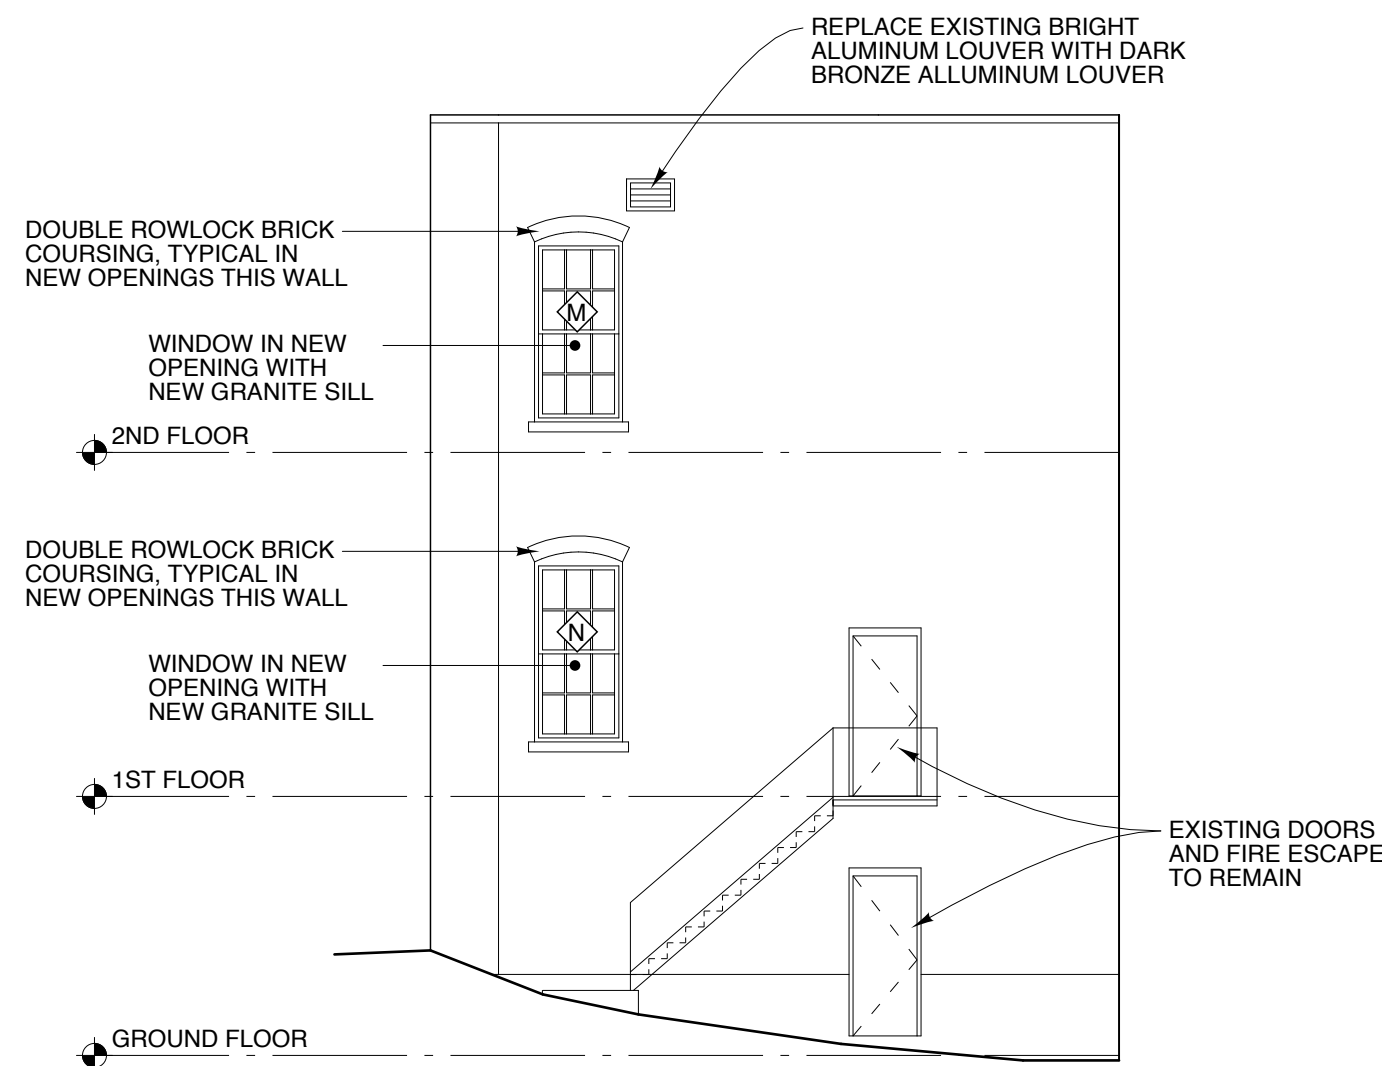 REPLACE EXISTING BRIGHT
ALUMINUM LOUVER WITH DARK
BRONZE ALLUMINUM LOUVER
DOUBLE ROWLOCK BRICK
COURSING, TYPICAL IN
NEW OPENINGS THIS WALL
M
WINDOW IN NEW
OPENING WITH
NEW GRANITE SILL
2ND FLOOR
DOUBLE ROWLOCK BRICK
COURSING, TYPICAL IN
NEW OPENINGS THIS WALL
N
WINDOW IN NEW
OPENING WITH
NEW GRANITE SILL
1ST FLOOR
EXISTING DOORS
AND FIRE ESCAPE
TO REMAIN
GROUND FLOOR